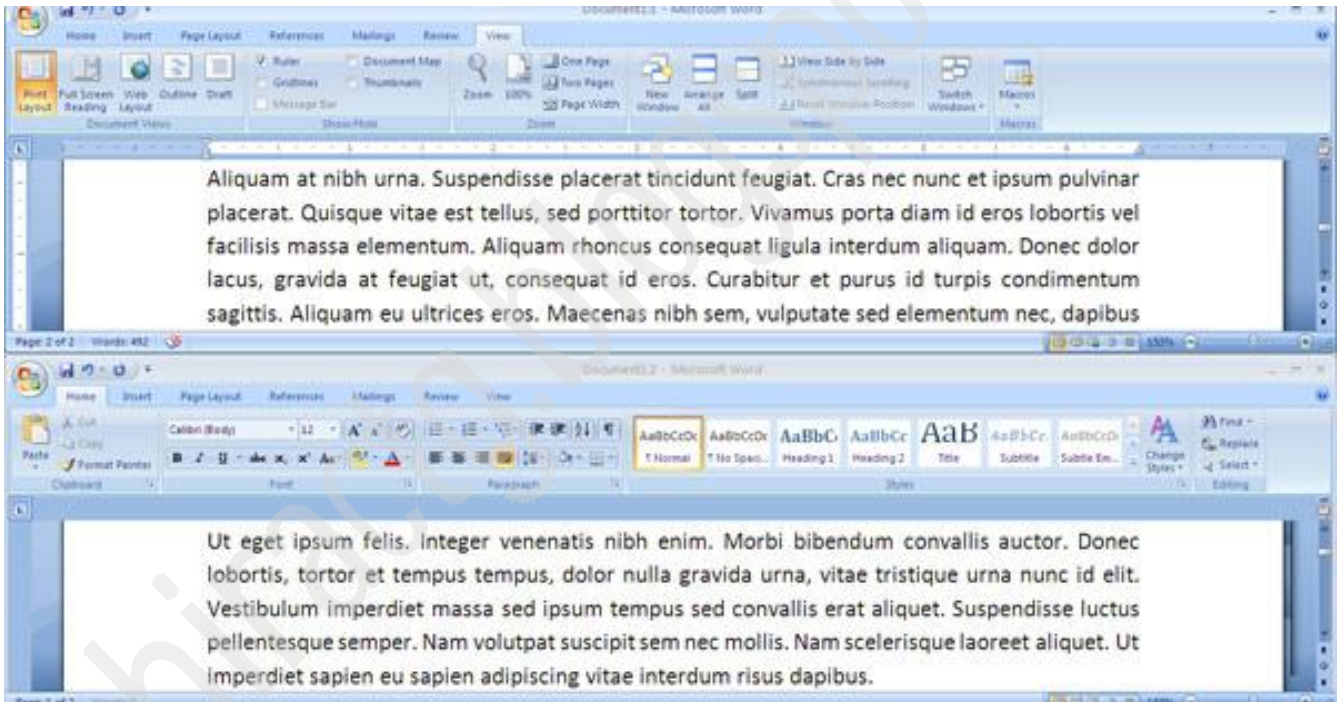 Document1:1 - Microsoft Word
Home Insert Page Layout References Mailings Review View
Ruler Document Map One Page View Side by Side
Gridlines Thumbnails Two Pages Synchronous Scrolling
Message Bar Page Width Reset Window Position
Print Layout Full Screen Reading Web Layout Outline Draft Zoom 100% New Window Arrange All Split Switch Windows Macros
Document Views Show/Hide Zoom Window Macros
Aliquam at nibh urna. Suspendisse placerat tincidunt feugiat. Cras nec nunc et ipsum pulvinar
placerat. Quisque vitae est tellus, sed porttitor tortor. Vivamus porta diam id eros lobortis vel
facilisis massa elementum. Aliquam rhoncus consequat ligula interdum aliquam. Donec dolor
lacus, gravida at feugiat ut, consequat id eros. Curabitur et purus id turpis condimentum
sagittis. Aliquam eu ultrices eros. Maecenas nibh sem, vulputate sed elementum nec, dapibus
Page: 2 of 2 Words: 492
Document1:2 - Microsoft Word
Home Insert Page Layout References Mailings Review View
Cut Calibri (Body) 12 Find
Copy Replace
Paste Format Painter Change Styles Select
AaBbCcDc AaBbCcDc AaBbC AaBbCc AaB AaBbCc. AaBbCcDc
Normal No Spaci... Heading 1 Heading 2 Title Subtitle Subtle Em...
Clipboard Font Paragraph Styles Editing
Ut eget ipsum felis. Integer venenatis nibh enim. Morbi bibendum convallis auctor. Donec
lobortis, tortor et tempus tempus, dolor nulla gravida urna, vitae tristique urna nunc id elit.
Vestibulum imperdiet massa sed ipsum tempus sed convallis erat aliquet. Suspendisse luctus
pellentesque semper. Nam volutpat suscipit sem nec mollis. Nam scelerisque laoreet aliquet. Ut
imperdiet sapien eu sapien adipiscing vitae interdum risus dapibus.